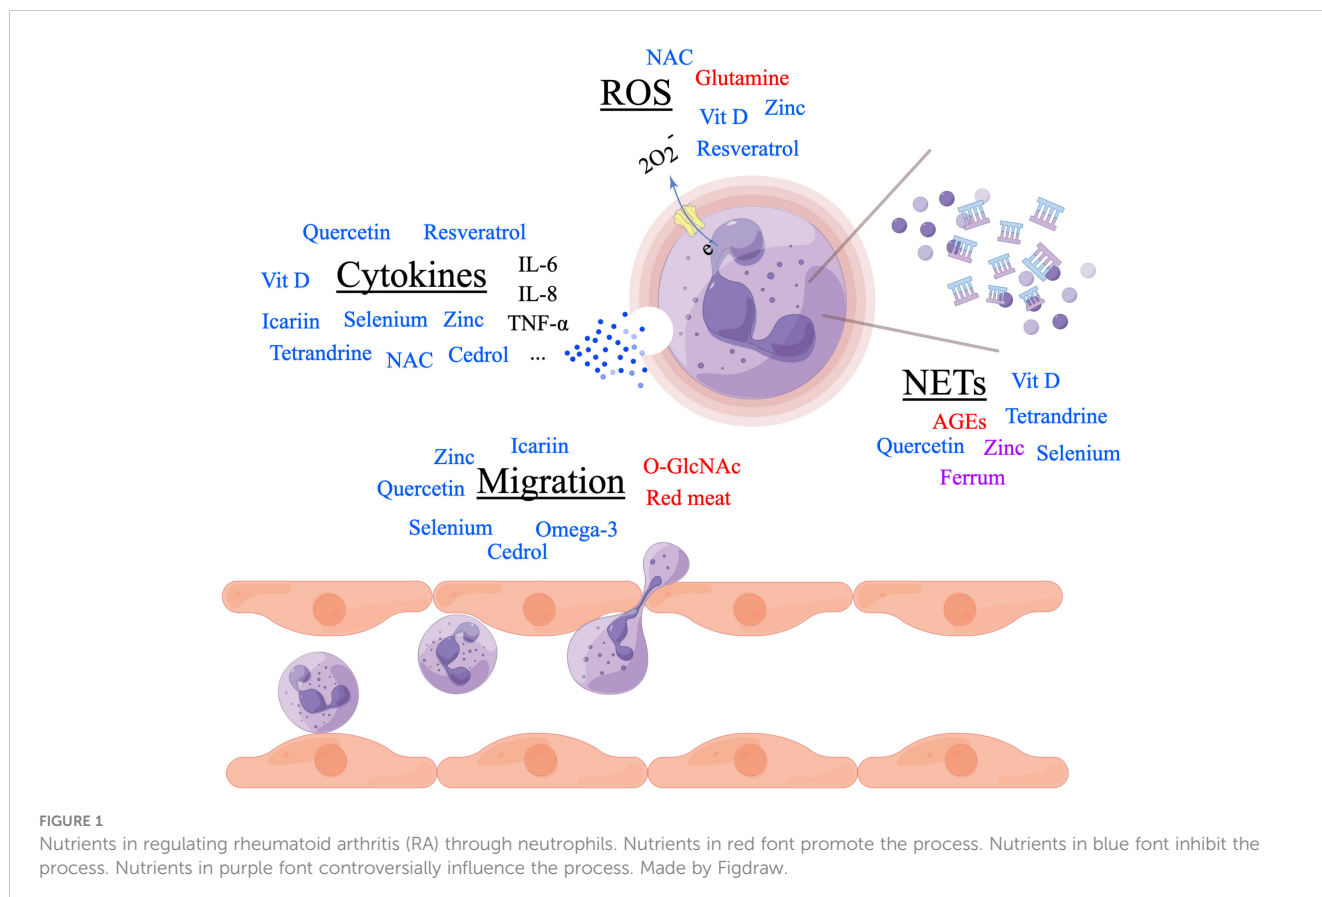 NAC
Glutamine
ROS
Vit D
Zinc
Resveratrol
2O2-
e-
Quercetin
Resveratrol
Vit D
Cytokines
IL-6
IL-8
TNF-α
...
Icariin
Selenium
Zinc
Tetrandrine
NAC
Cedrol
NETs
Vit D
AGEs
Tetrandrine
Quercetin
Zinc
Selenium
Ferrum
Icariin
Zinc
Quercetin
Migration
O-GlcNAc
Red meat
Selenium
Omega-3
Cedrol
FIGURE 1
Nutrients in regulating rheumatoid arthritis (RA) through neutrophils. Nutrients in red font promote the process. Nutrients in blue font inhibit the
process. Nutrients in purple font controversially influence the process. Made by Figdraw.